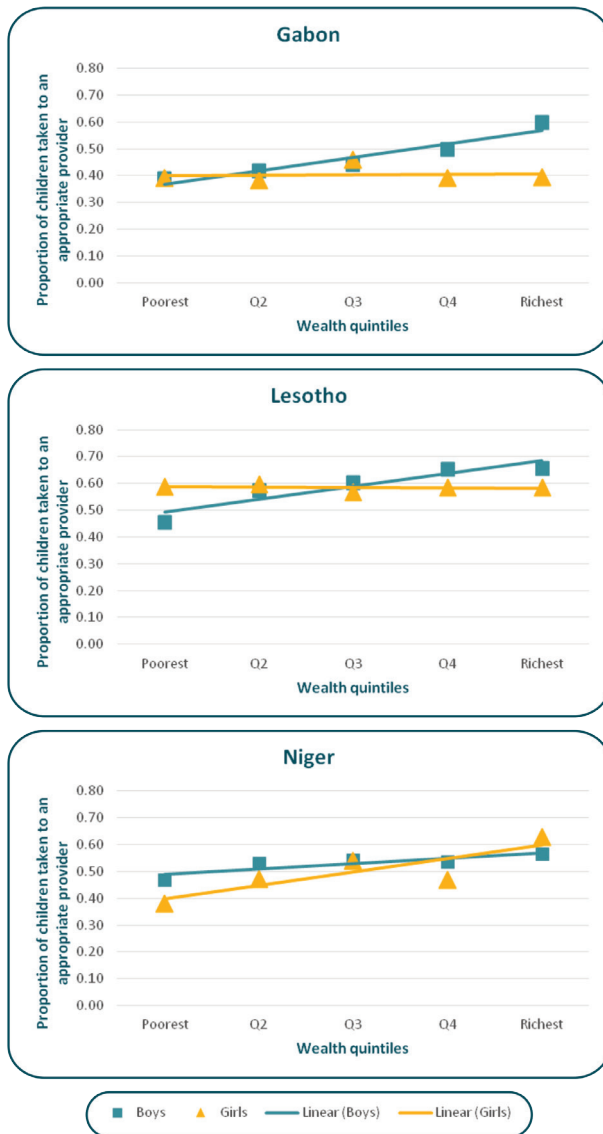 Gabon
Proportion of children taken to an
appropriate provider
0.80
0.70
0.60
0.50
0.40
0.30
0.20
0.10
0.00
Poorest Q2 Q3 Q4 Richest
Wealth quintiles
Lesotho
Proportion of children taken to an
appropriate provider
0.80
0.70
0.60
0.50
0.40
0.30
0.20
0.10
0.00
Poorest Q2 Q3 Q4 Richest
Wealth quintiles
Niger
Proportion of children taken to an
appropriate provider
0.80
0.70
0.60
0.50
0.40
0.30
0.20
0.10
0.00
Poorest Q2 Q3 Q4 Richest
Wealth quintiles
Boys Girls Linear (Boys) Linear (Girls)